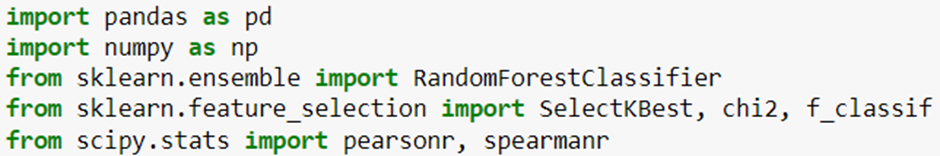 import pandas as pd
import numpy as np
from sklearn.ensemble import RandomForestClassifier
from sklearn.feature_selection import SelectKBest, chi2, f_classif
from scipy.stats import pearsonr, spearmanr